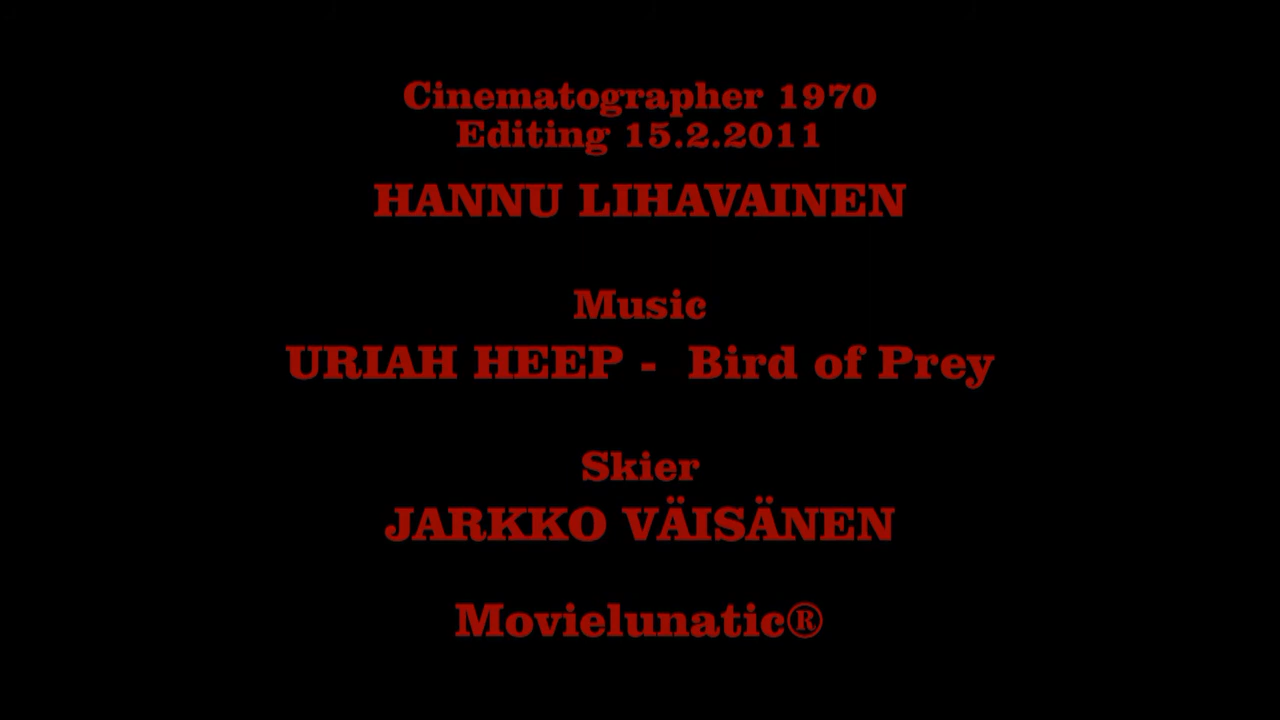 Cinematographer 1970
Editing 15.2.2011
HANNU LIHAVAINEN
Music
URIAH HEEP - Bird of Prey
Skier
JARKKO VÄISÄNEN
Movielunatic®